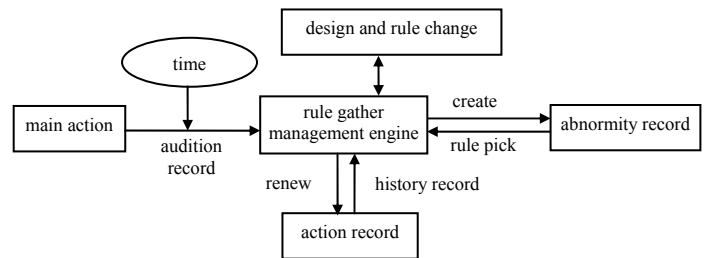 design and rule change
time
main action
audition
record
rule gather
management engine
create
rule pick
abnormity record
renew
history record
action record